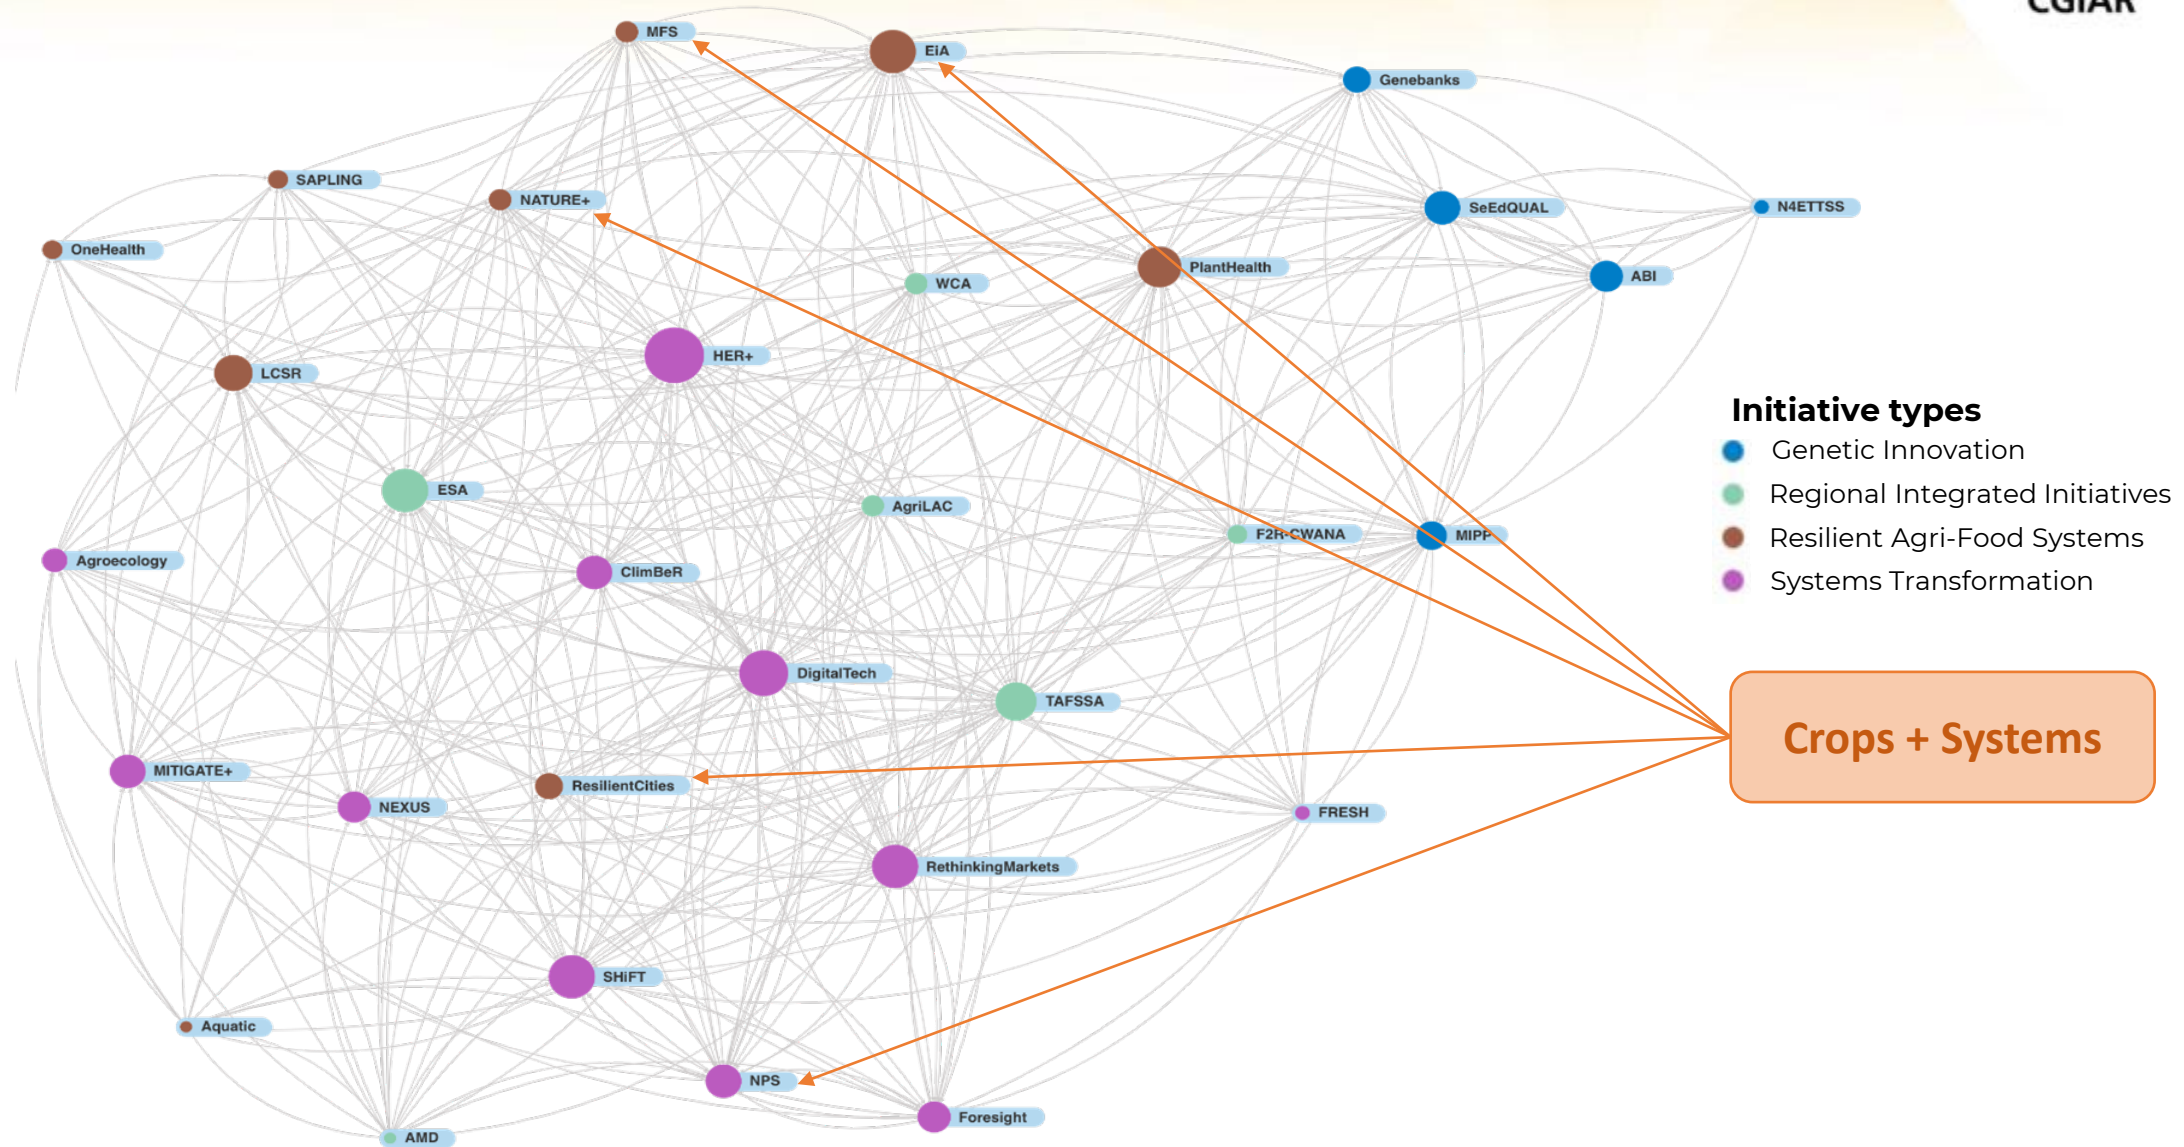 CGIAR
MFS
EiA
Genebanks
SAPLING
NATURE+
SeEdQUAL
N4ETTSS
OneHealth
PlantHealth
ABI
WCA
HER+
LCSR
Initiative types
Genetic Innovation
ESA
Regional Integrated Initiatives
AgriLAC
F2R-CWANA
MIPP
Resilient Agri-Food Systems
Agroecology
ClimBeR
Systems Transformation
DigitalTech
TAFSSA
Crops + Systems
MITIGATE+
ResilientCities
NEXUS
FRESH
RethinkingMarkets
SHiFT
Aquatic
NPS
Foresight
AMD